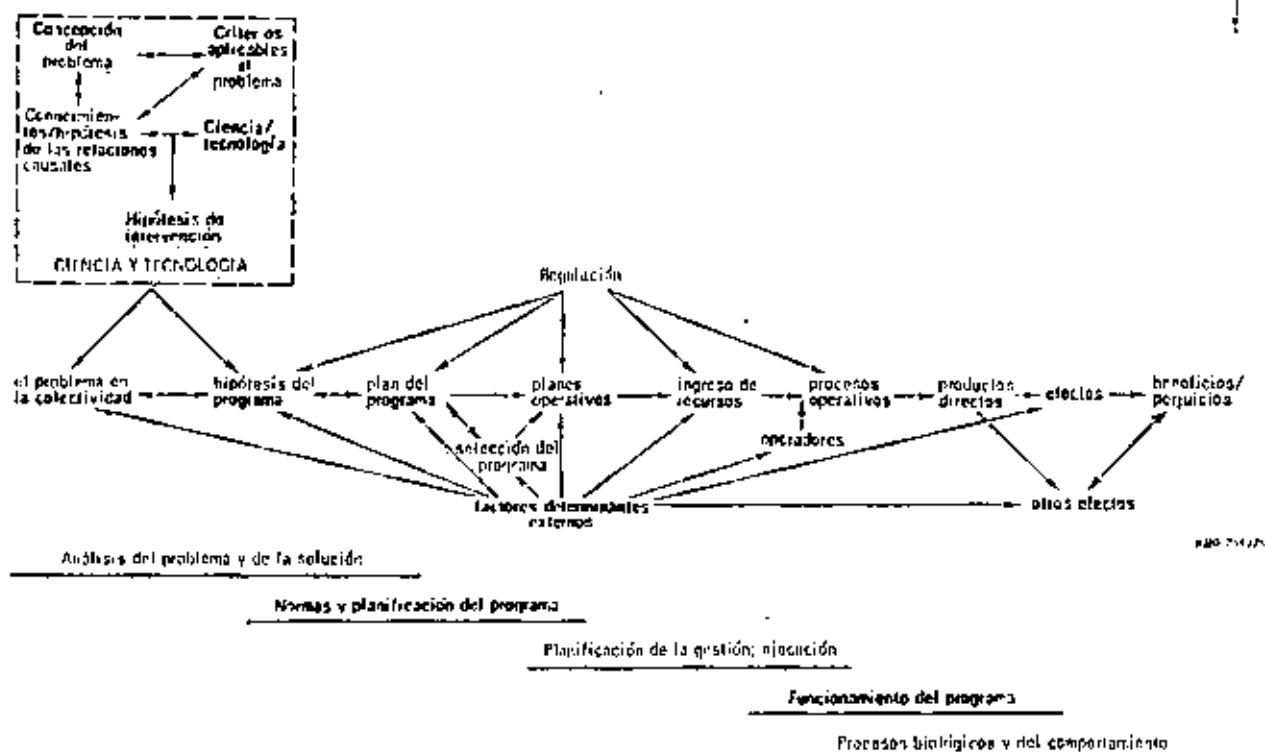 Concepción
del
problema
Criterios
aplicables
al
problema
Conocimien-
tos/hipótesis
de las relaciones
causales
Ciencia/
tecnología
Hipótesis de
intervención
CIENCIA Y TECNOLOGIA
Regulación
el problema en
la colectividad
hipótesis del
programa
plan del
programa
planes
operativos
ingreso de
recursos
procesos
operativos
productos
directos
efectos
beneficios/
perjuicios
selección del
programa
operadores
factores determinantes
externos
otros efectos
Análisis del problema y de la solución
Normas y planificación del programa
Planificación de la gestión; ejecución
Funcionamiento del programa
Procesos biológicos y del comportamiento